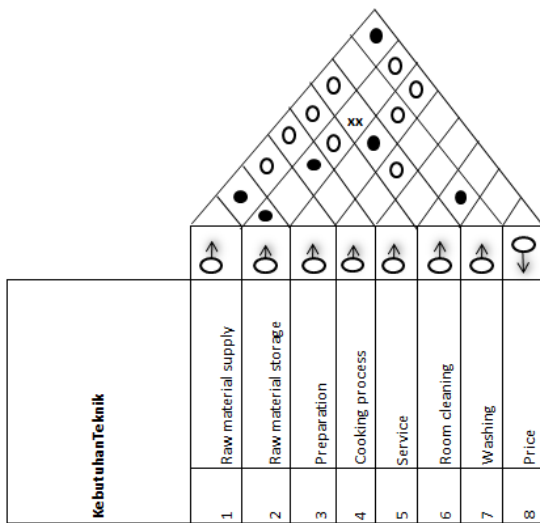 xx
KebutuhanTeknik
1 Raw material supply
2 Raw material storage
3 Preparation
4 Cooking process
5 Service
6 Room cleaning
7 Washing
8 Price